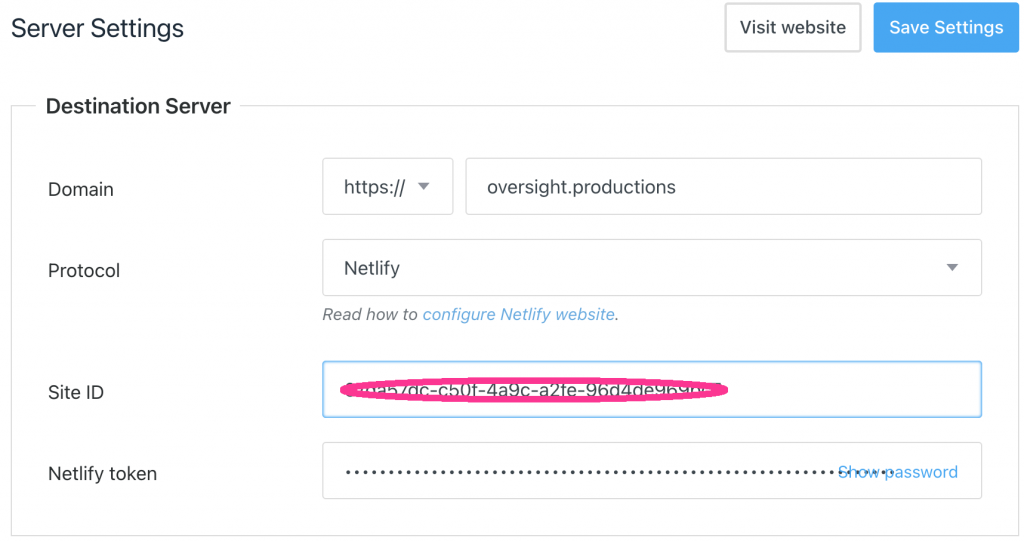 Server Settings
Visit website
Save Settings
Destination Server
Domain
https://
oversight.productions
Protocol
Netlify
Read how to configure Netlify website.
Site ID
Netlify token
Show password